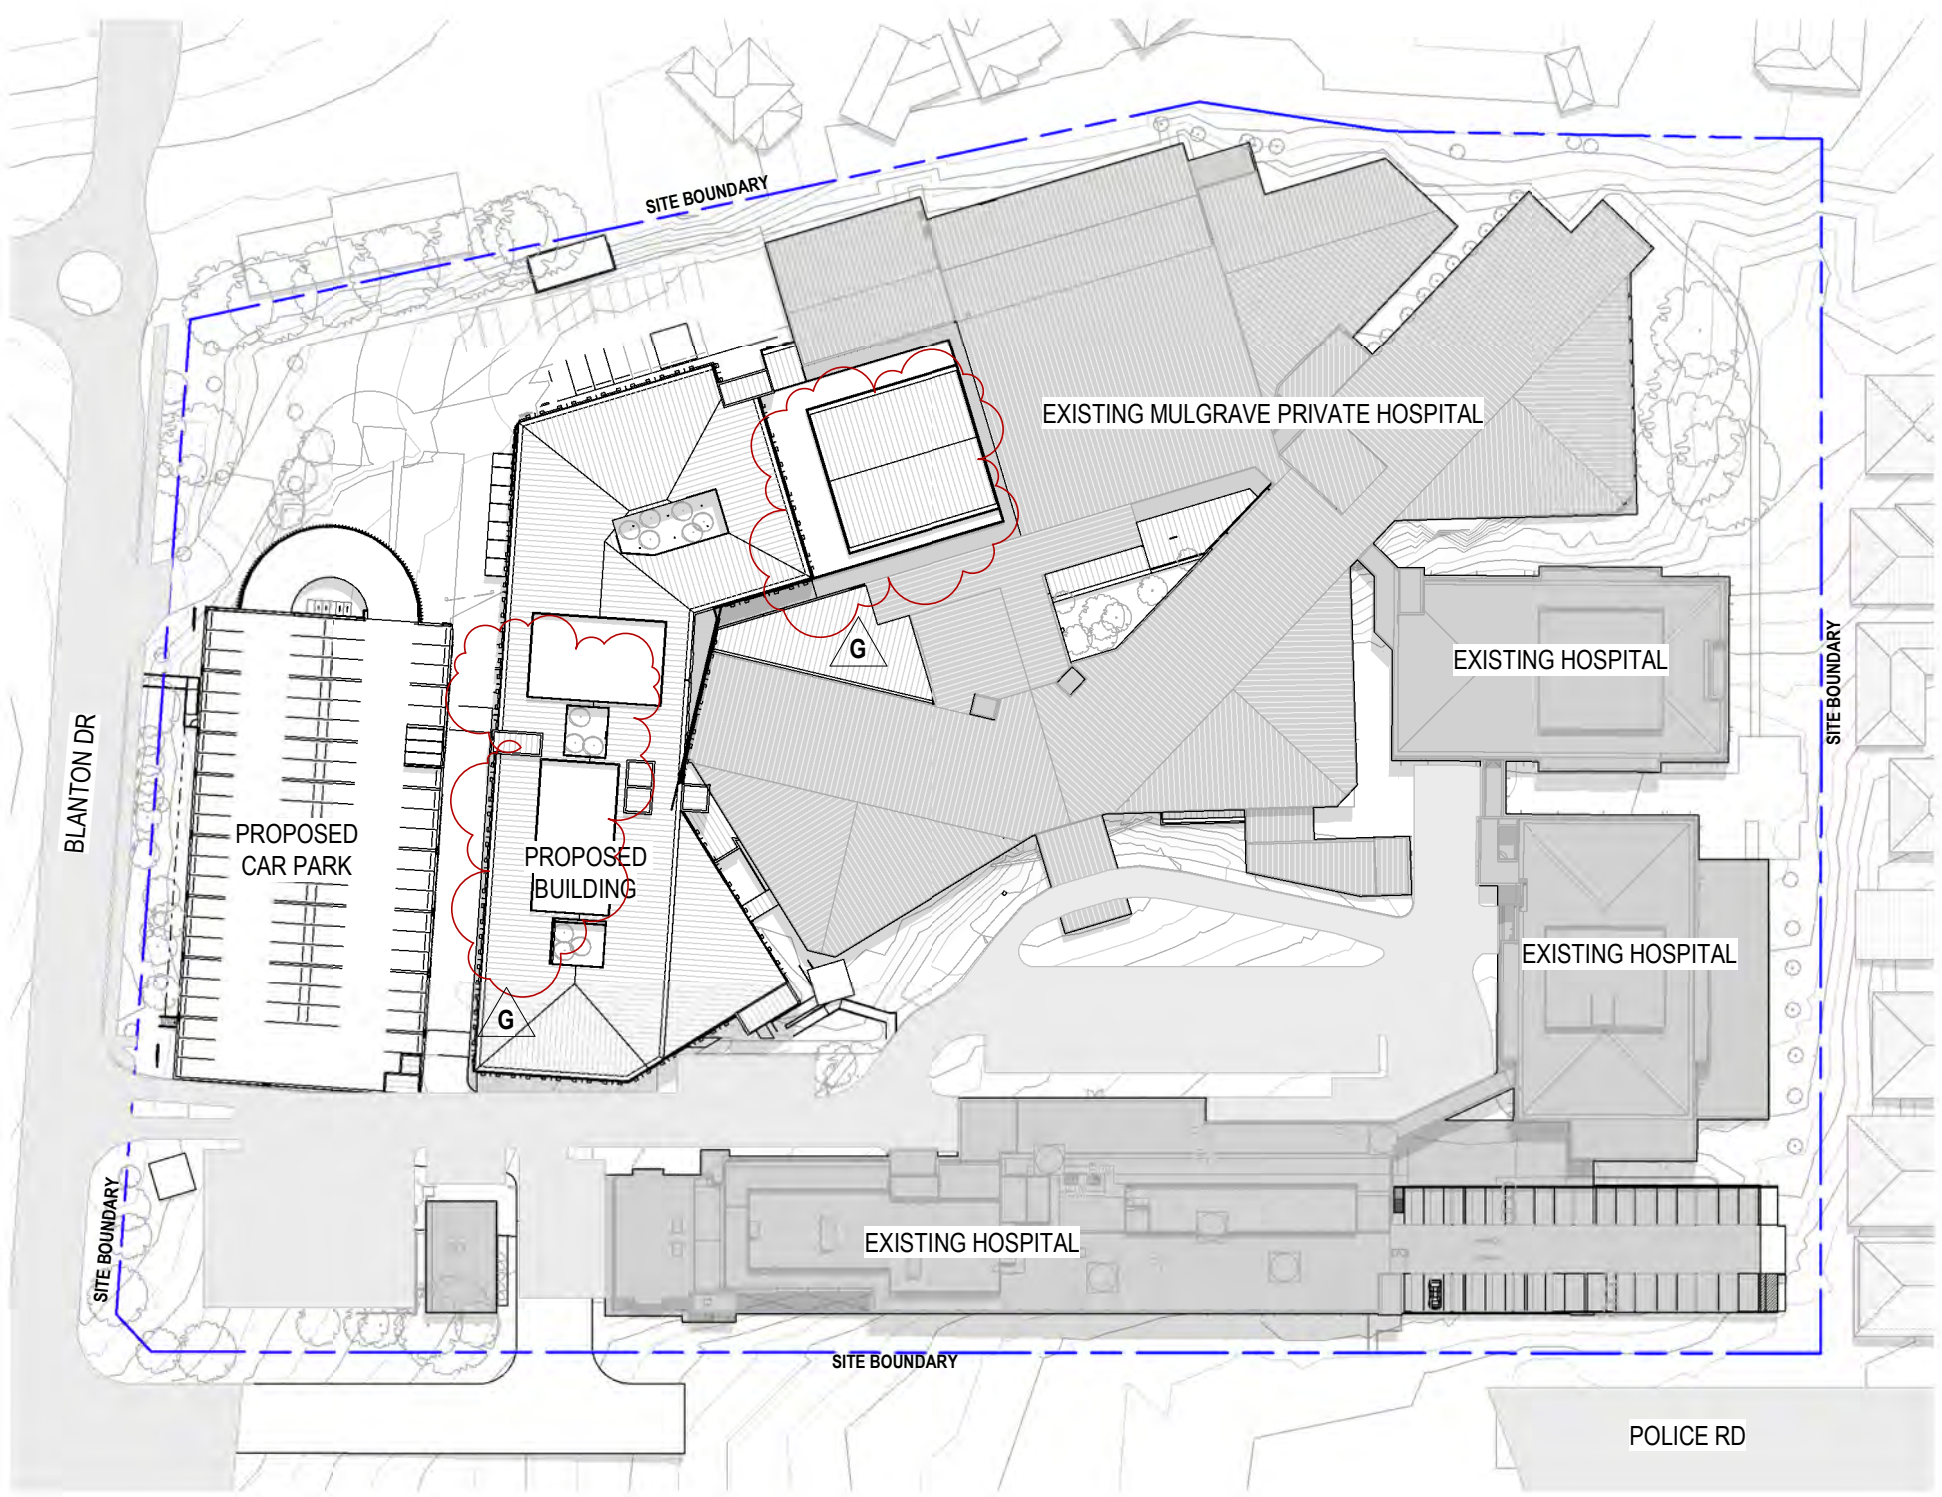 SITE BOUNDARY
EXISTING MULGRAVE PRIVATE HOSPITAL
G
EXISTING HOSPITAL
SITE BOUNDARY
BLANTON DR
PROPOSED
CAR PARK
PROPOSED
BUILDING
EXISTING HOSPITAL
G
SITE BOUNDARY
EXISTING HOSPITAL
SITE BOUNDARY
POLICE RD